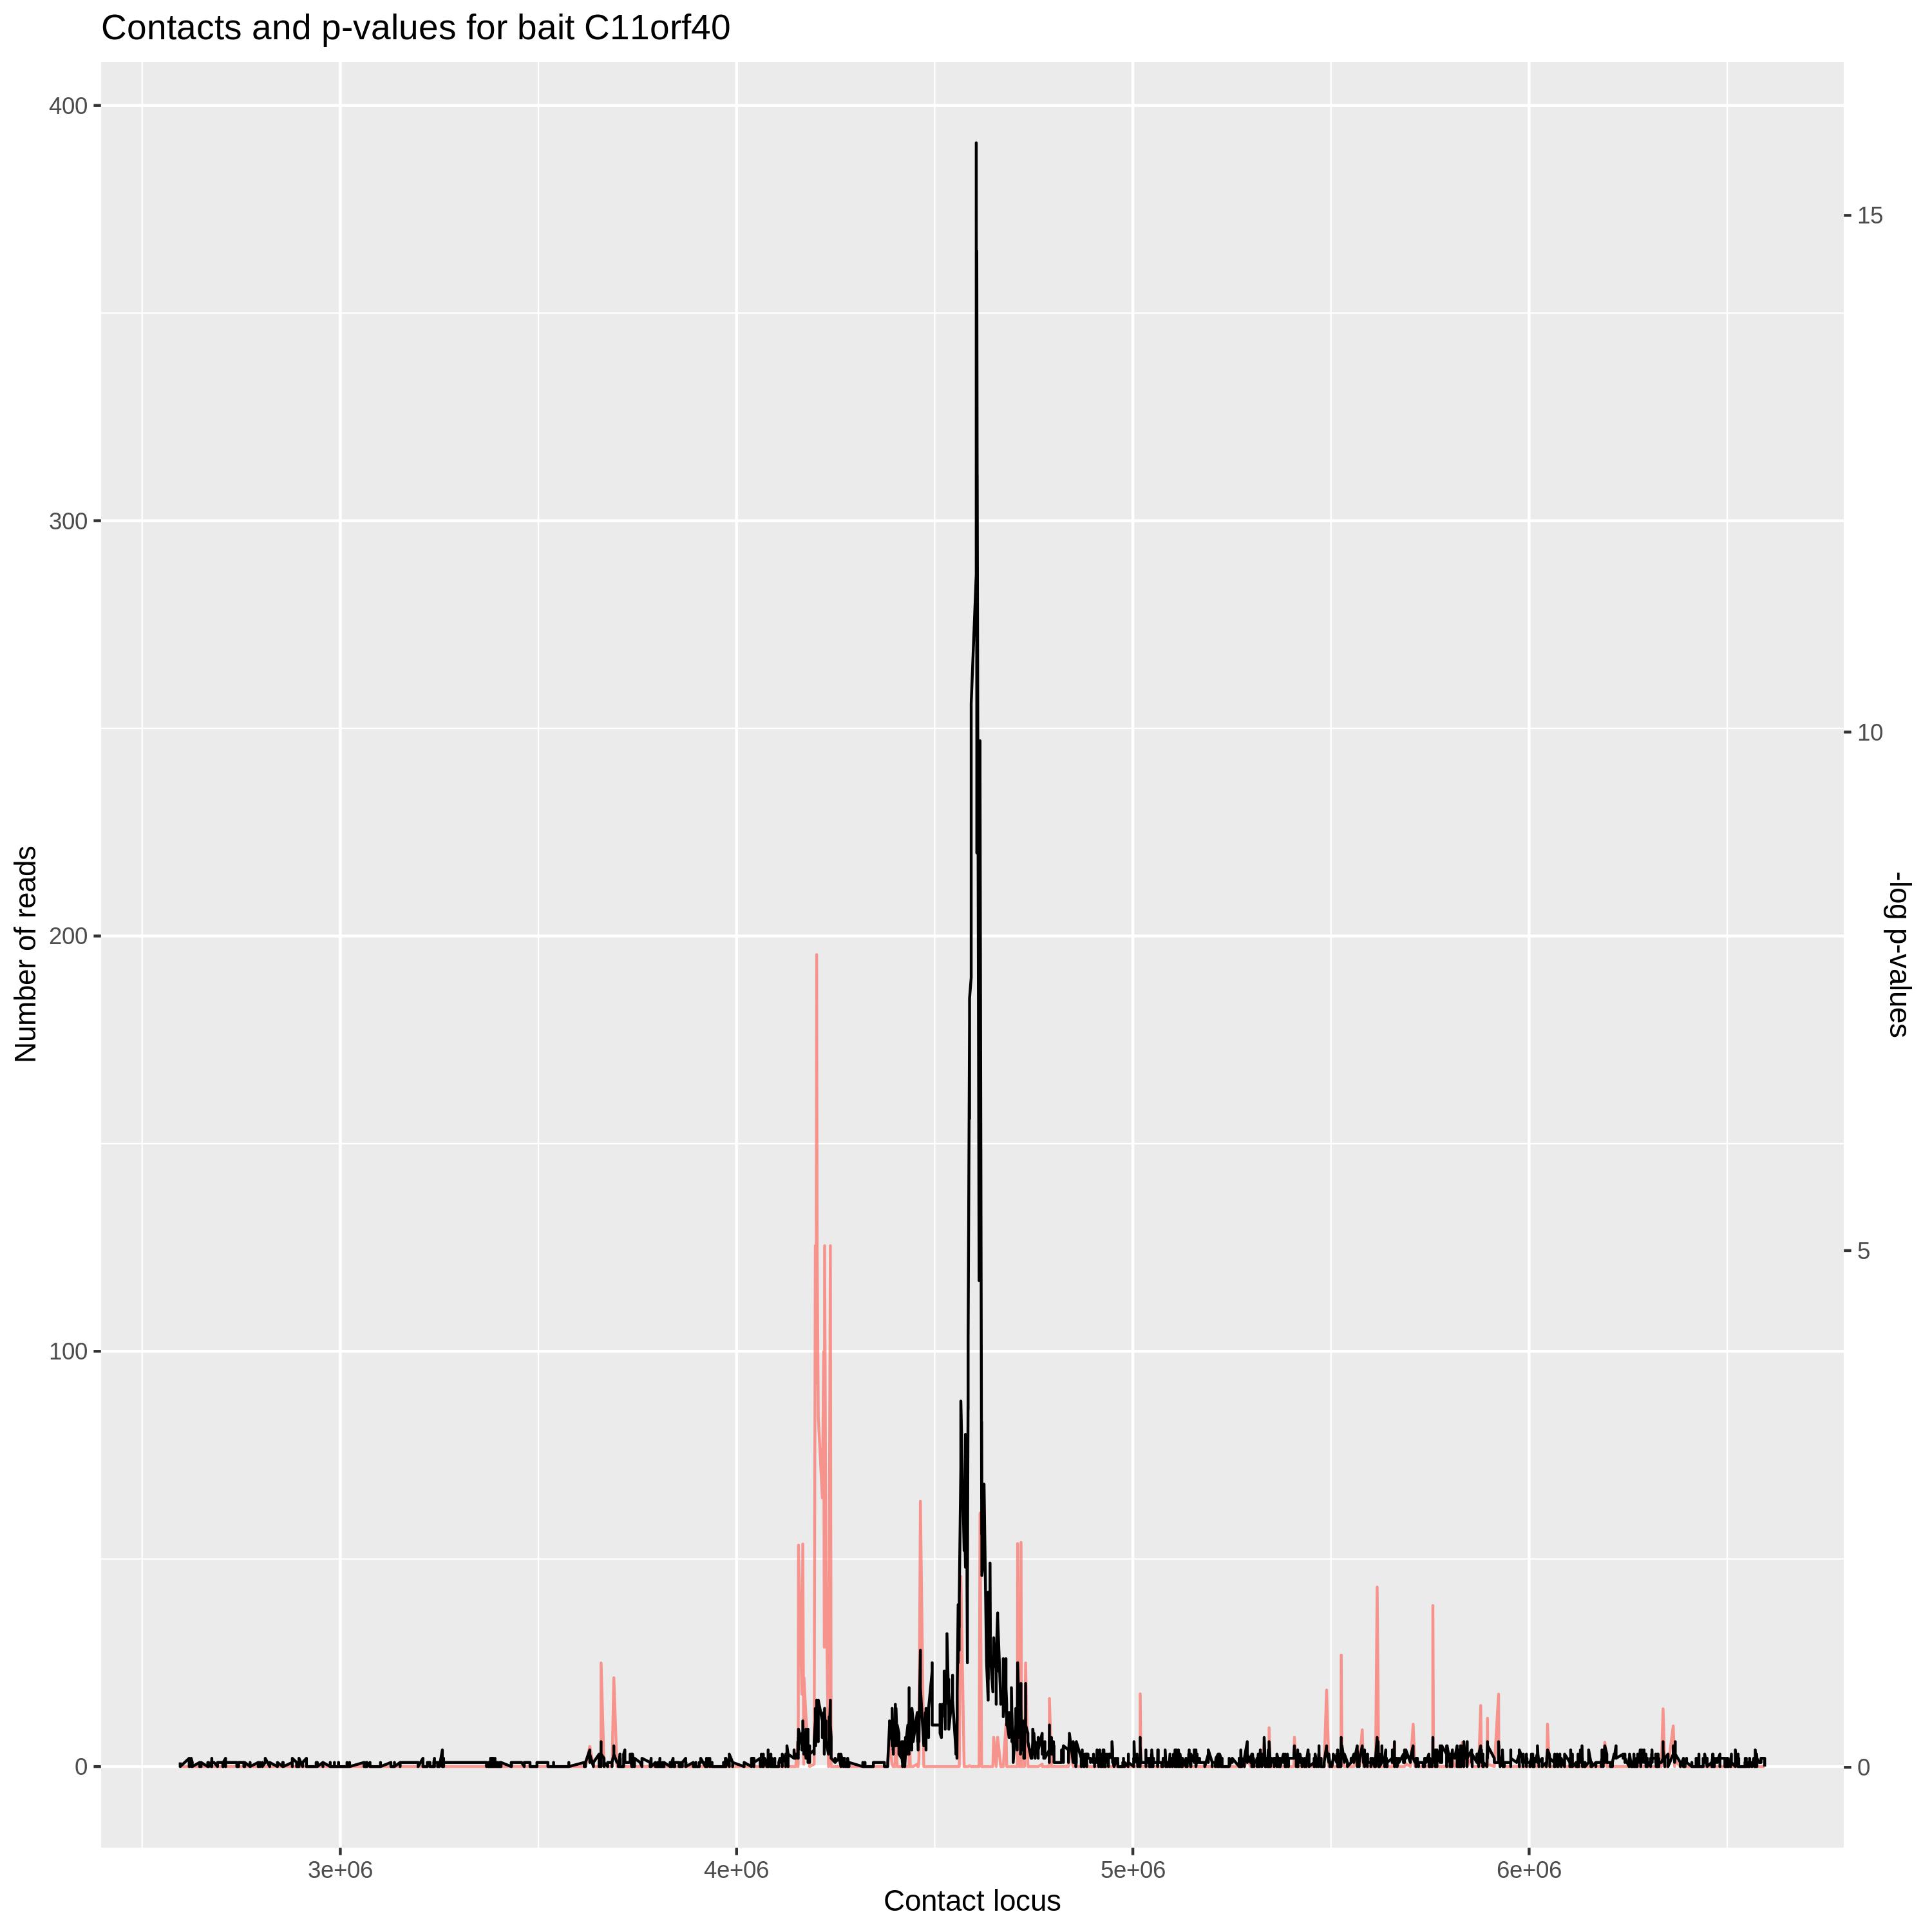 Contacts and p-values for bait C11orf40
400
300
200
100
0
Number of reads
15
10
5
0
-log p-values
3e+06
4e+06
5e+06
6e+06
Contact locus